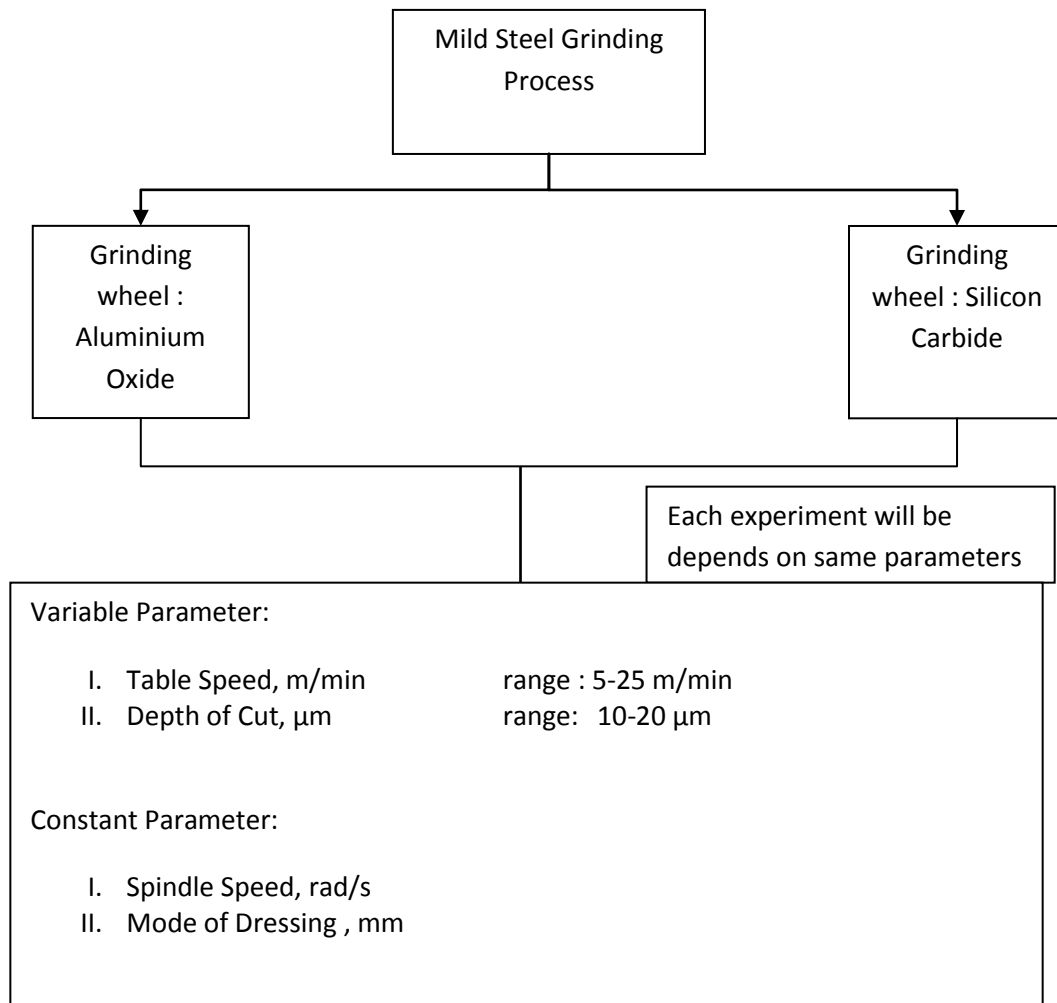 Mild Steel Grinding
Process
Grinding
wheel :
Aluminium
Oxide
Grinding
wheel : Silicon
Carbide
Each experiment will be
depends on same parameters
Variable Parameter:
I. Table Speed, m/min range : 5-25 m/min
II. Depth of Cut, µm range: 10-20 µm
Constant Parameter:
I. Spindle Speed, rad/s
II. Mode of Dressing , mm